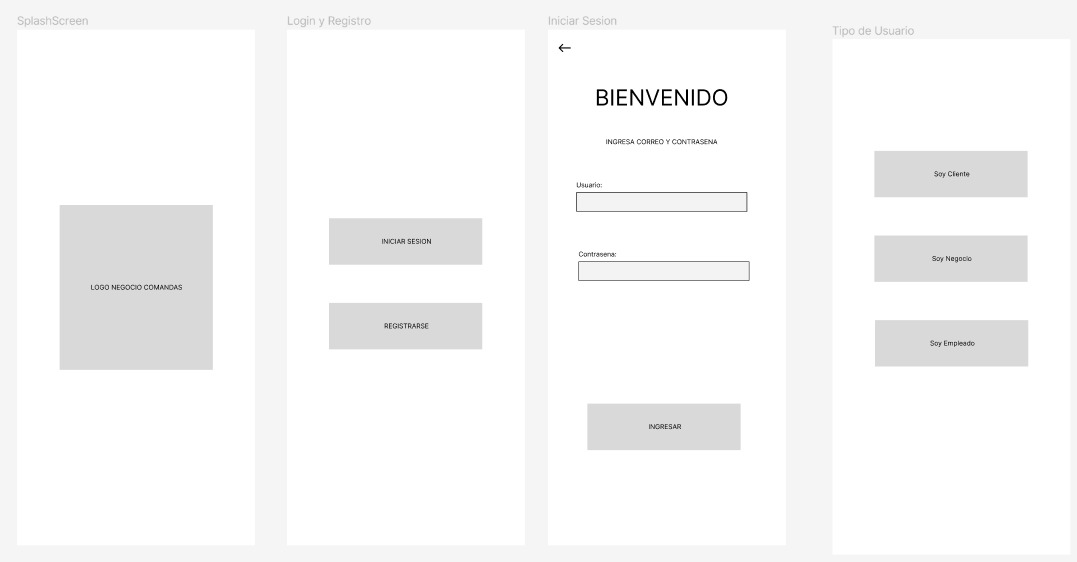 SplashScreen
LOGO NEGOCIO COMANDAS
Login y Registro
INICIAR SESION
REGISTRARSE
Iniciar Sesion
BIENVENIDO
INGRESA CORREO Y CONTRASENA
Usuario:
Contrasena:
INGRESAR
Tipo de Usuario
Soy Cliente
Soy Negocio
Soy Empleado